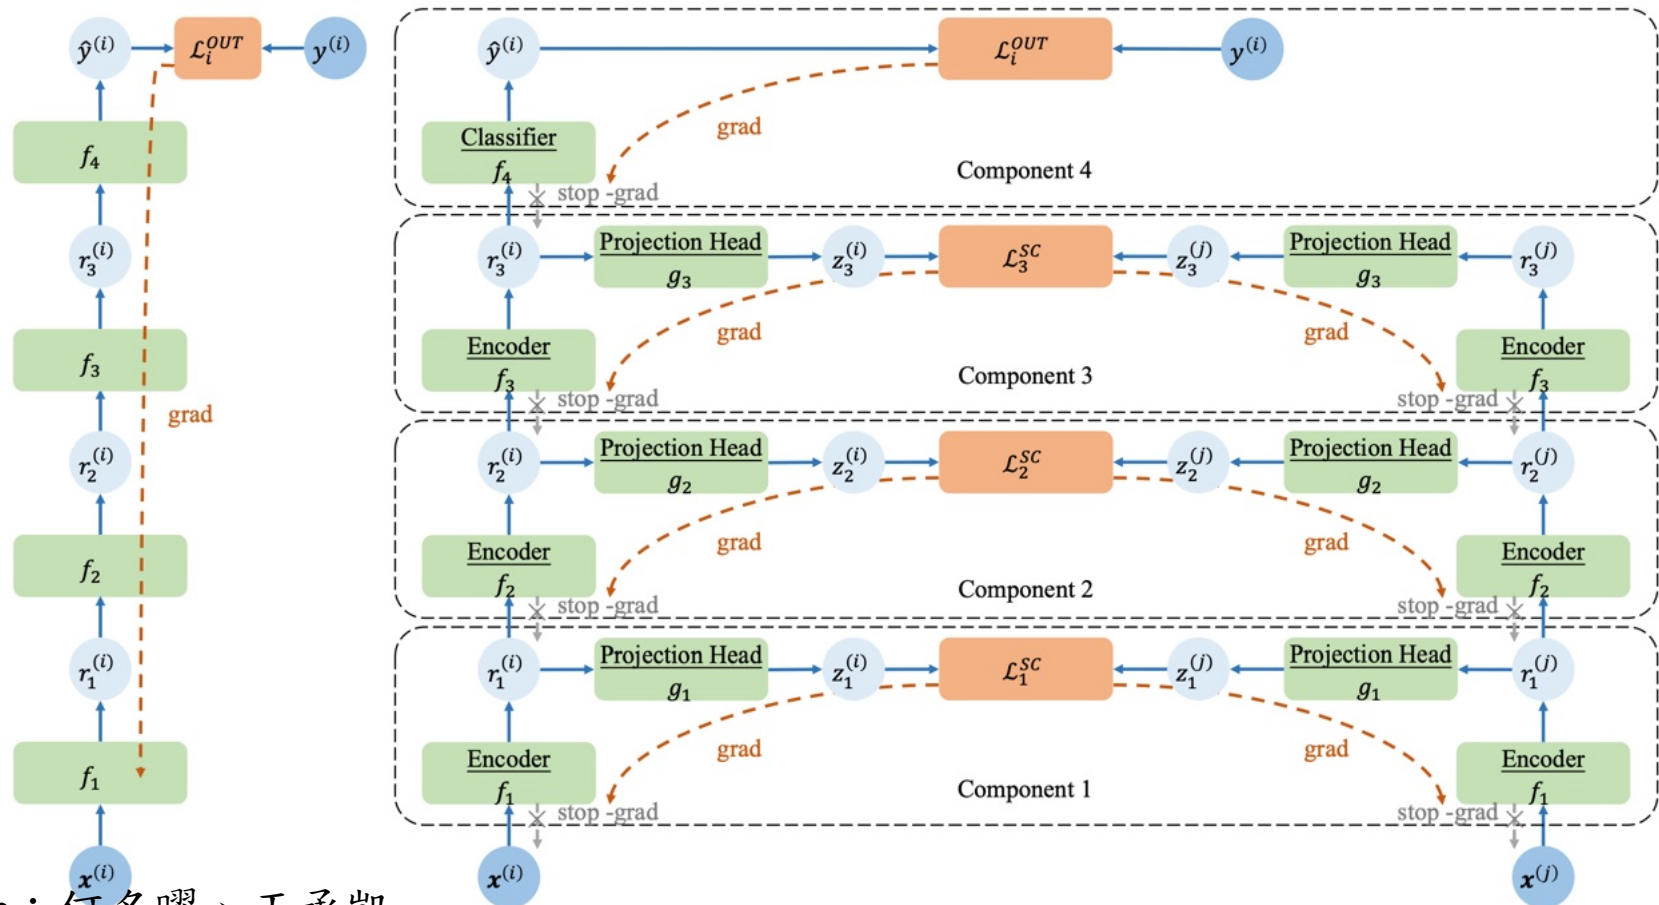 ŷ^(i) ℒ_i^OUT y^(i)
f₄
r₃^(i)
f₃
grad
r₂^(i)
f₂
r₁^(i)
f₁
x^(i)
ŷ^(i) ℒ_i^OUT y^(i)
grad
Classifier
f₄
Component 4
stop -grad
r₃^(i) Projection Head g₃ z₃^(i) ℒ₃^SC z₃^(j) Projection Head g₃ r₃^(j)
grad grad
Encoder f₃ Component 3 Encoder f₃
stop -grad stop -grad
r₂^(i) Projection Head g₂ z₂^(i) ℒ₂^SC z₂^(j) Projection Head g₂ r₂^(j)
grad grad
Encoder f₂ Component 2 Encoder f₂
stop -grad stop -grad
r₁^(i) Projection Head g₁ z₁^(i) ℒ₁^SC z₁^(j) Projection Head g₁ r₁^(j)
grad grad
Encoder f₁ Component 1 Encoder f₁
stop -grad stop -grad
x^(i) x^(j)